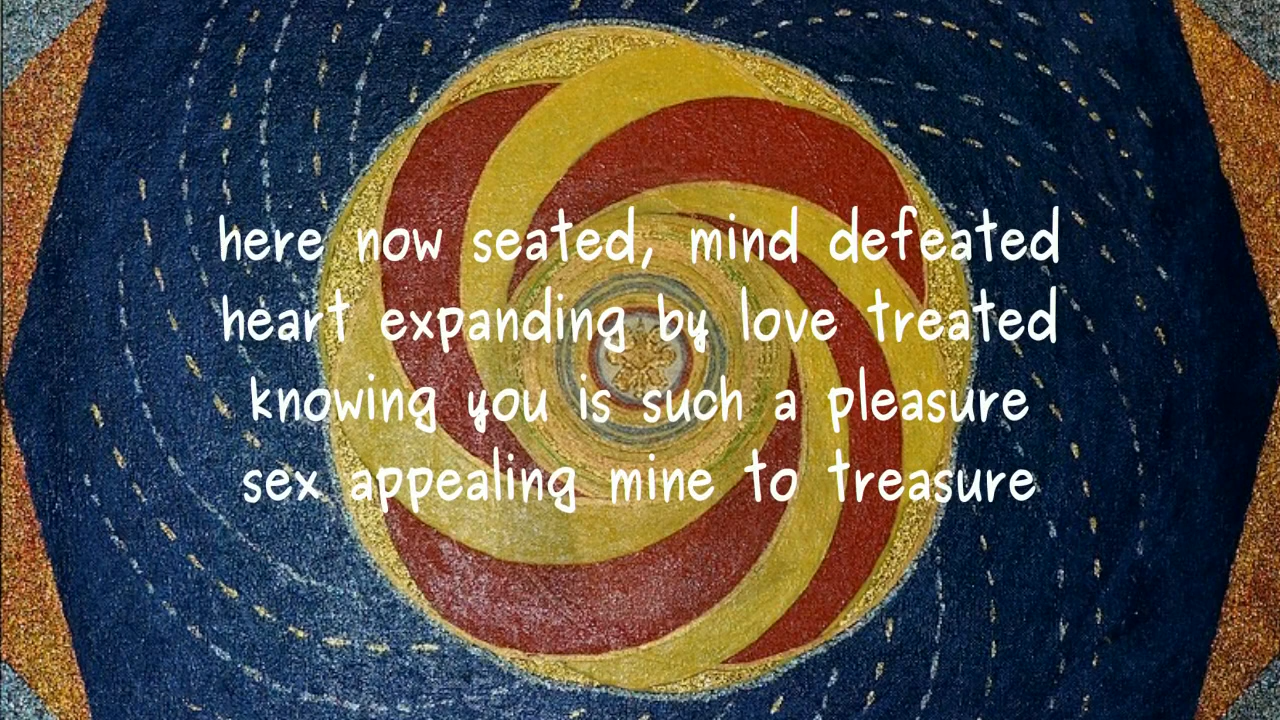 here now seated, mind defeated
heart expanding by love treated
knowing you is such a pleasure
sex appealing mine to treasure